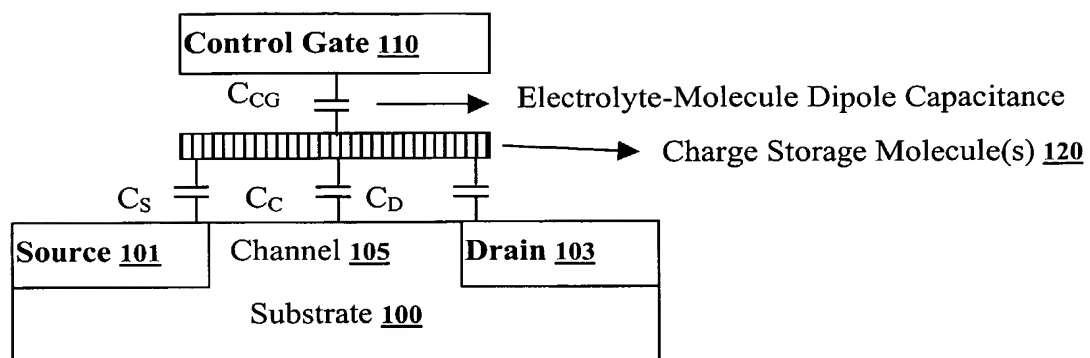 Control Gate 110
C_CG
Electrolyte-Molecule Dipole Capacitance
Charge Storage Molecule(s) 120
C_S C_C C_D
Source 101 Channel 105 Drain 103
Substrate 100